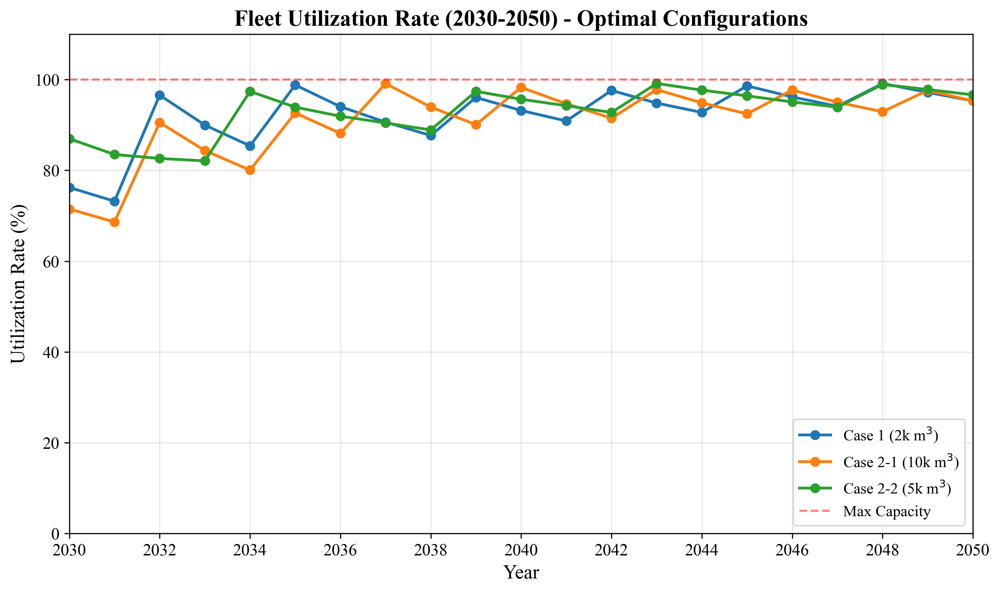 Fleet Utilization Rate (2030-2050) - Optimal Configurations
Utilization Rate (%)
100
80
60
40
20
0
2030 2032 2034 2036 2038 2040 2042 2044 2046 2048 2050
Year
Case 1 (2k m³)
Case 2-1 (10k m³)
Case 2-2 (5k m³)
Max Capacity